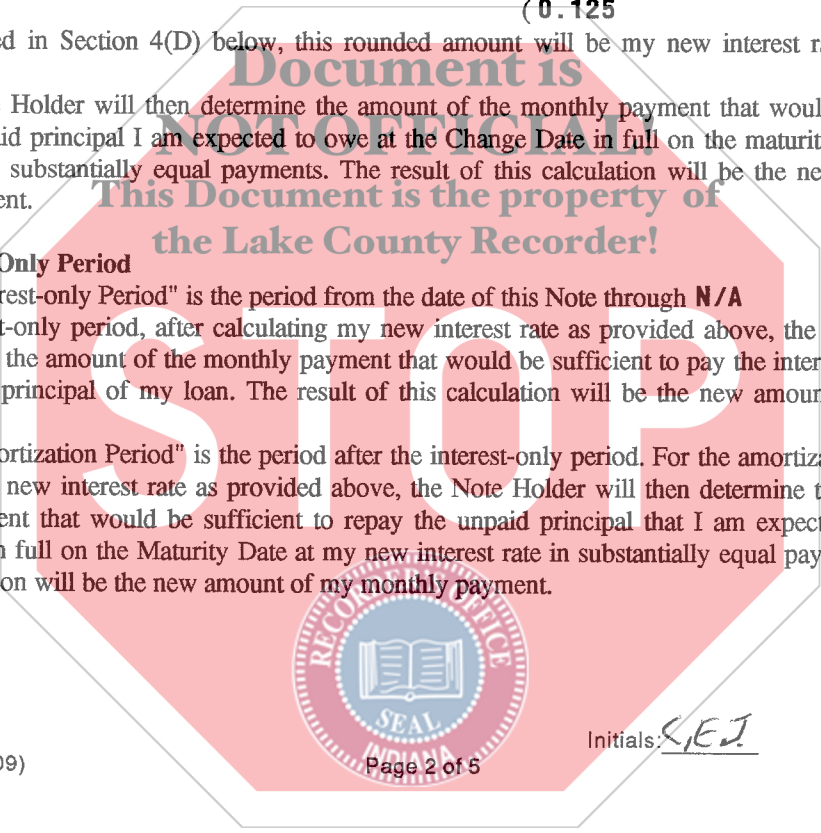 (0.125
ed in Section 4(D) below, this rounded amount will be my new interest r
Document is
Holder will then determine the amount of the monthly payment that woul
NOT OFFICIAL!
id principal I am expected to owe at the Change Date in full on the maturit
substantially equal payments. The result of this calculation will be the ne
This Document is the property of
ent.
the Lake County Recorder!
Only Period
rest-only Period" is the period from the date of this Note through N/A
t-only period, after calculating my new interest rate as provided above, the
the amount of the monthly payment that would be sufficient to pay the inter
principal of my loan. The result of this calculation will be the new amoun
STOP
ortization Period" is the period after the interest-only period. For the amortiza
new interest rate as provided above, the Note Holder will then determine t
ent that would be sufficient to repay the unpaid principal that I am expect
n full on the Maturity Date at my new interest rate in substantially equal pay
on will be the new amount of my monthly payment.
RECORDER'S OFFICE
SEAL
INDIANA
Initials:
09)
Page 2 of 5